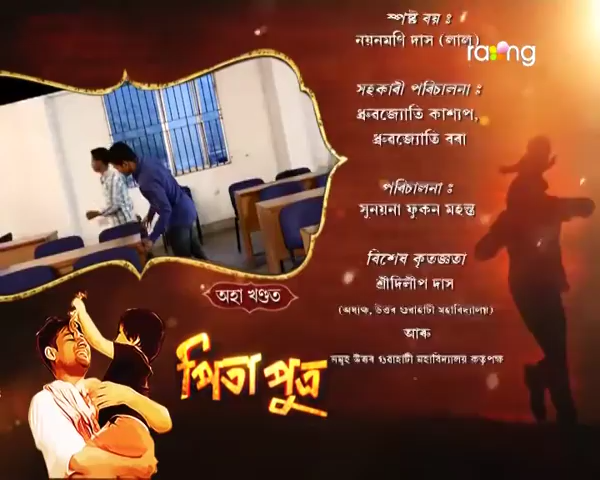 স্পষ্ট বয় :
নয়নমণি দাস (লাল)
rang
সহকাৰী পৰিচালনা :
ধ্ৰুৱজ্যোতি কাশ্যপ,
ধ্ৰুৱজ্যোতি বৰা
পৰিচালনা :
সুনয়না ফুকন মহন্ত
বিশেষ কৃতজ্ঞতা
শ্ৰীদিলীপ দাস
(অধ্যক্ষ, উত্তৰ গুৱাহাটী মহাবিদ্যালয়)
আৰু
সমূহ উত্তৰ গুৱাহাটী মহাবিদ্যালয় কতৃপক্ষ
অহা খণ্ডত
পিতা পুত্ৰ